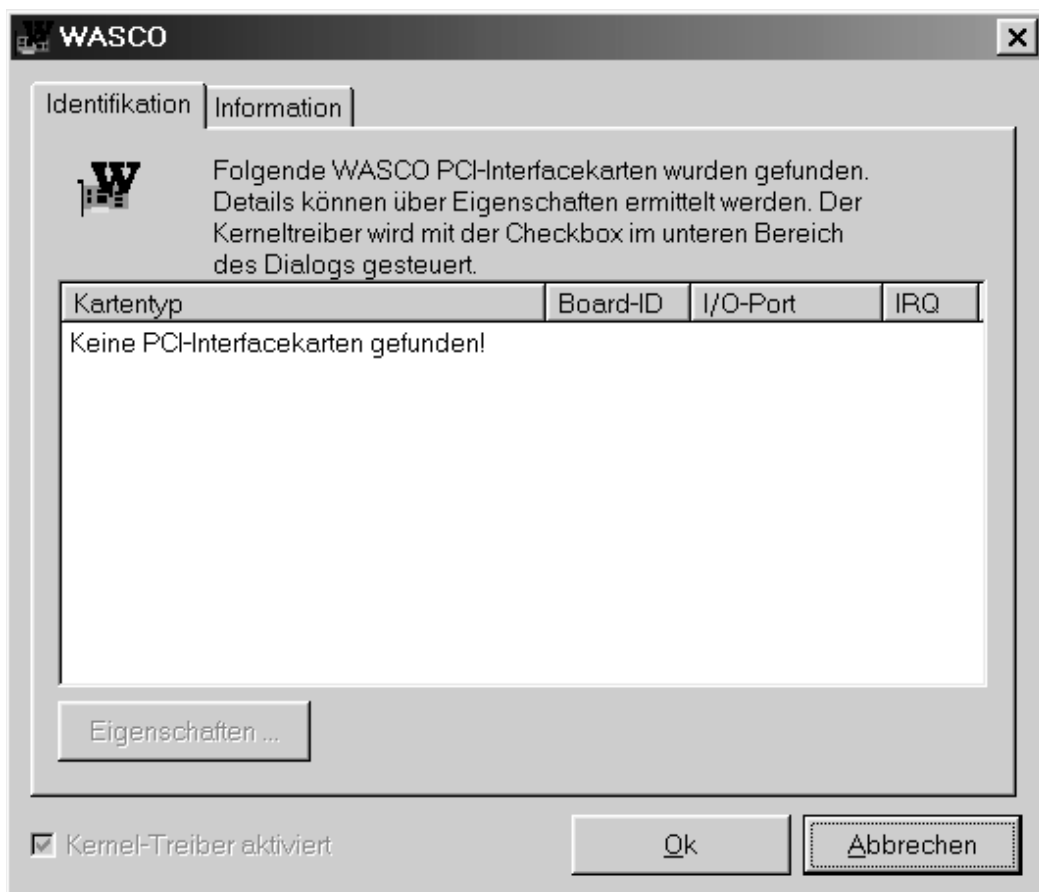 WASCO
Identifikation Information
W
Folgende WASCO PCI-Interfacekarten wurden gefunden.
Details können über Eigenschaften ermittelt werden. Der
Kerneltreiber wird mit der Checkbox im unteren Bereich
des Dialogs gesteuert.
Kartentyp Board-ID I/O-Port IRQ
Keine PCI-Interfacekarten gefunden!
Eigenschaften ...
Kernel-Treiber aktiviert Ok Abbrechen